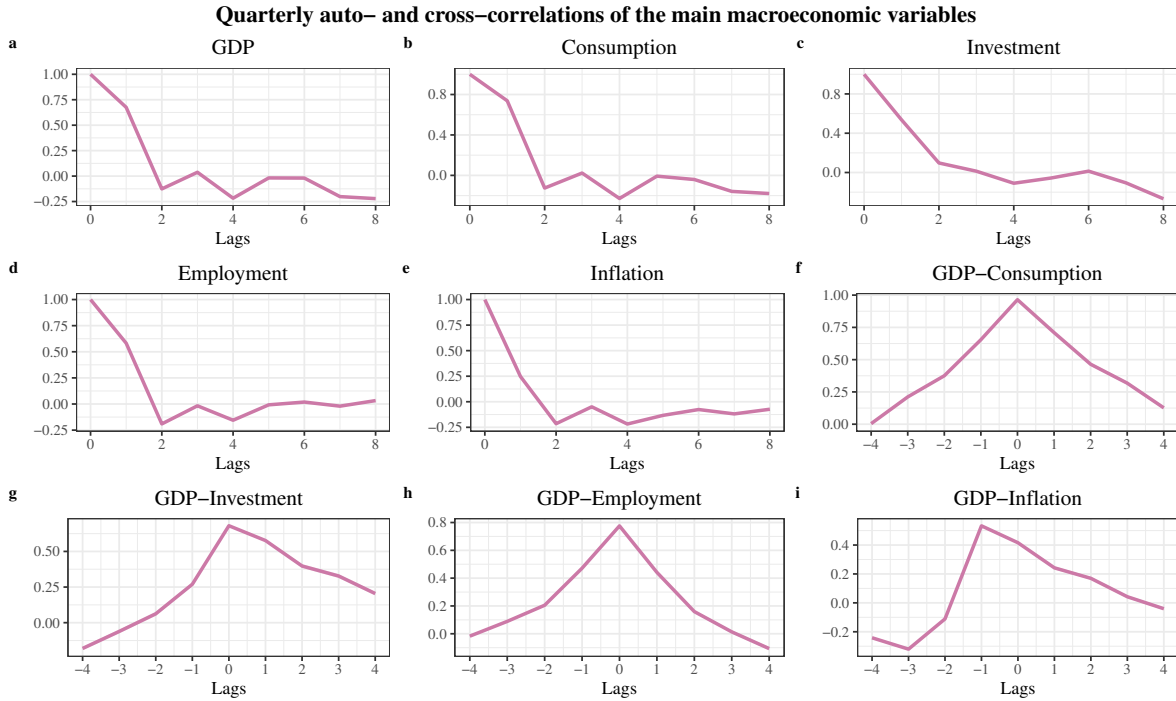 Quarterly auto− and cross−correlations of the main macroeconomic variables
a
GDP
1.00
0.75
0.50
0.25
0.00
−0.25
0 2 4 6 8
Lags
b
Consumption
0.8
0.4
0.0
0 2 4 6 8
Lags
c
Investment
0.8
0.4
0.0
0 2 4 6 8
Lags
d
Employment
1.00
0.75
0.50
0.25
0.00
−0.25
0 2 4 6 8
Lags
e
Inflation
1.00
0.75
0.50
0.25
0.00
−0.25
0 2 4 6 8
Lags
f
GDP−Consumption
1.00
0.75
0.50
0.25
0.00
−4 −3 −2 −1 0 1 2 3 4
Lags
g
GDP−Investment
0.50
0.25
0.00
−4 −3 −2 −1 0 1 2 3 4
Lags
h
GDP−Employment
0.8
0.6
0.4
0.2
0.0
−4 −3 −2 −1 0 1 2 3 4
Lags
i
GDP−Inflation
0.4
0.2
0.0
−0.2
−4 −3 −2 −1 0 1 2 3 4
Lags